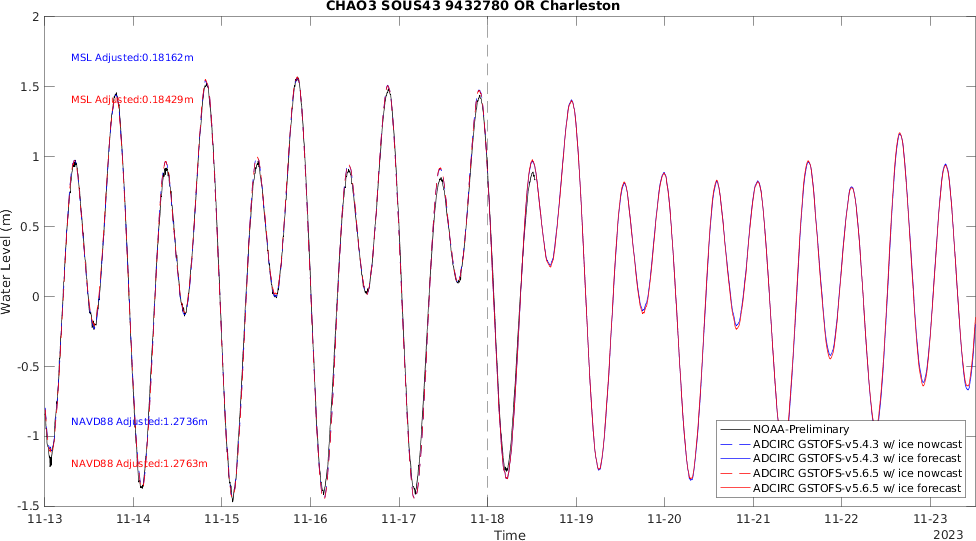 CHAO3 SOUS43 9432780 OR Charleston
Water Level (m)
2
1.5
1
0.5
0
-0.5
-1
-1.5
MSL Adjusted:0.18162m
MSL Adjusted:0.18429m
NAVD88 Adjusted:1.2736m
NAVD88 Adjusted:1.2763m
NOAA-Preliminary
ADCIRC GSTOFS-v5.4.3 w/ ice nowcast
ADCIRC GSTOFS-v5.4.3 w/ ice forecast
ADCIRC GSTOFS-v5.6.5 w/ ice nowcast
ADCIRC GSTOFS-v5.6.5 w/ ice forecast
11-13 11-14 11-15 11-16 11-17 11-18 11-19 11-20 11-21 11-22 11-23
Time
2023